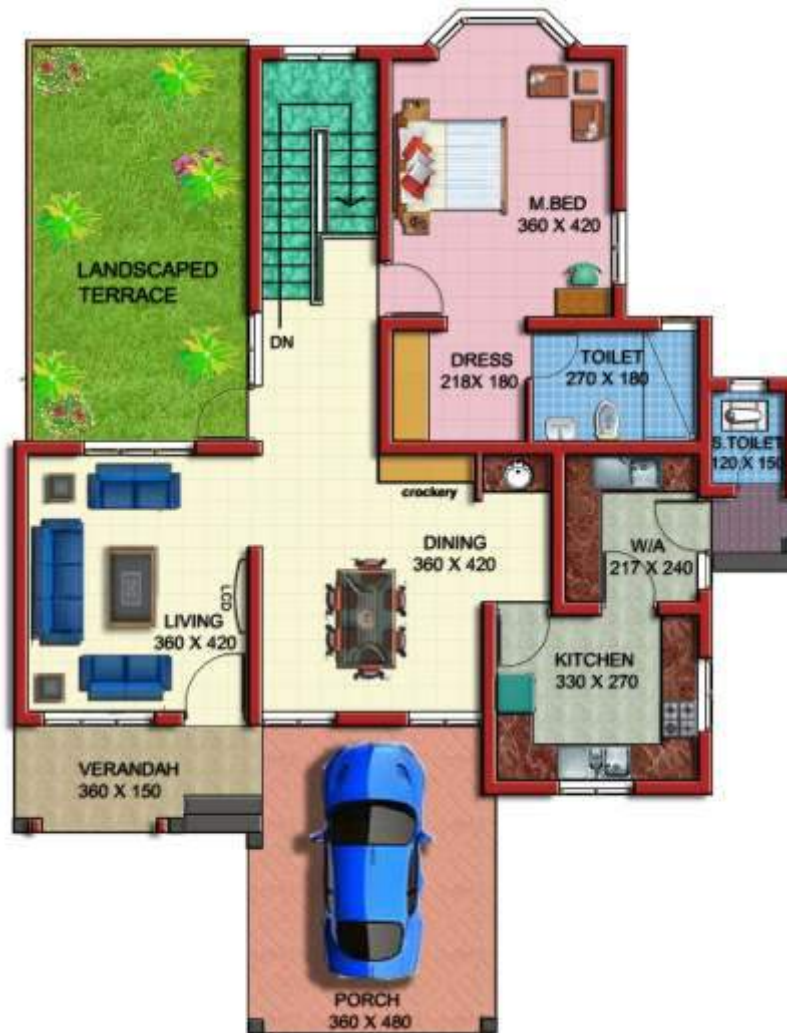 M.BED
360 X 420
LANDSCAPED
TERRACE
DN
DRESS
218X 180
TOILET
270 X 180
S.TOILET
120 X 150
crockery
DINING
360 X 420
W/A
217 X 240
LCD
LIVING
360 X 420
KITCHEN
330 X 270
VERANDAH
360 X 150
PORCH
360 X 480